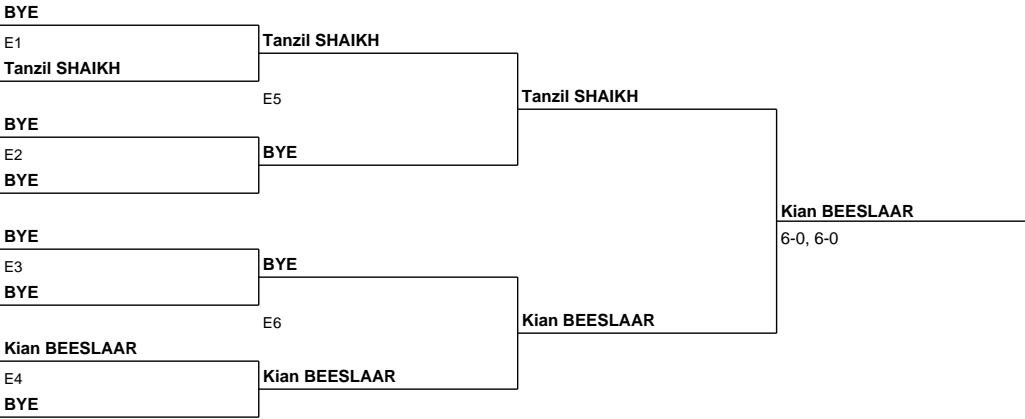 BYE
E1
Tanzil SHAIKH
Tanzil SHAIKH
E5
BYE
E2
BYE
BYE
Tanzil SHAIKH
BYE
E3
BYE
BYE
E6
Kian BEESLAAR
E4
BYE
Kian BEESLAAR
Kian BEESLAAR
Kian BEESLAAR
6-0, 6-0